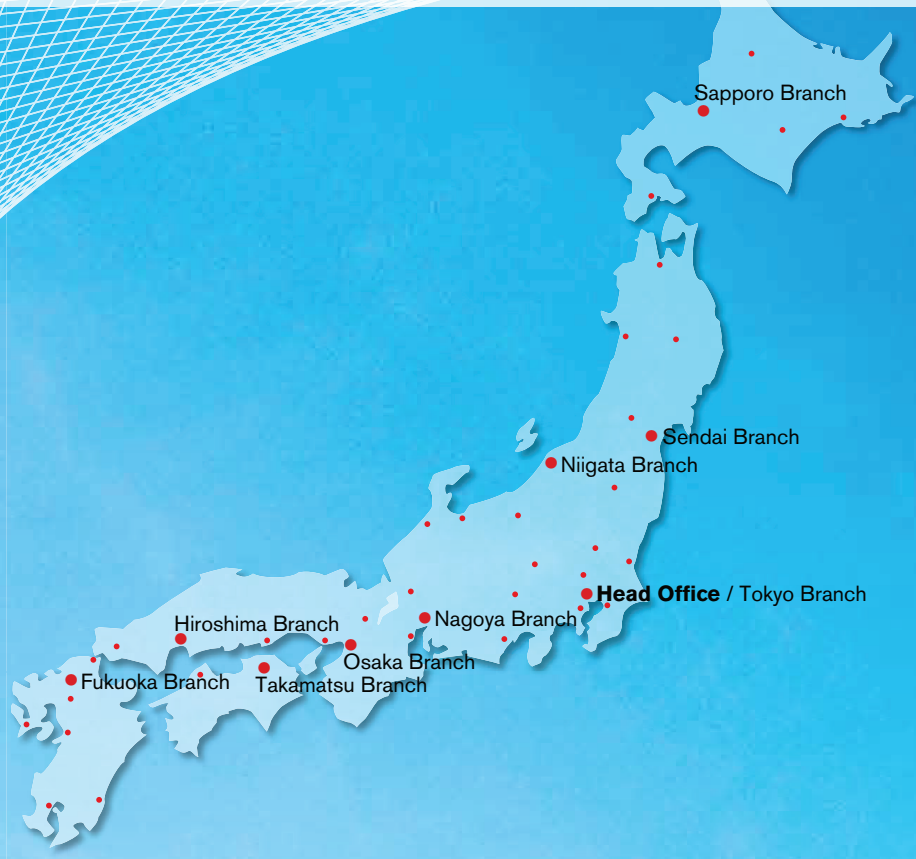 Sapporo Branch
Sendai Branch
Niigata Branch
Head Office / Tokyo Branch
Nagoya Branch
Hiroshima Branch
Osaka Branch
Fukuoka Branch
Takamatsu Branch